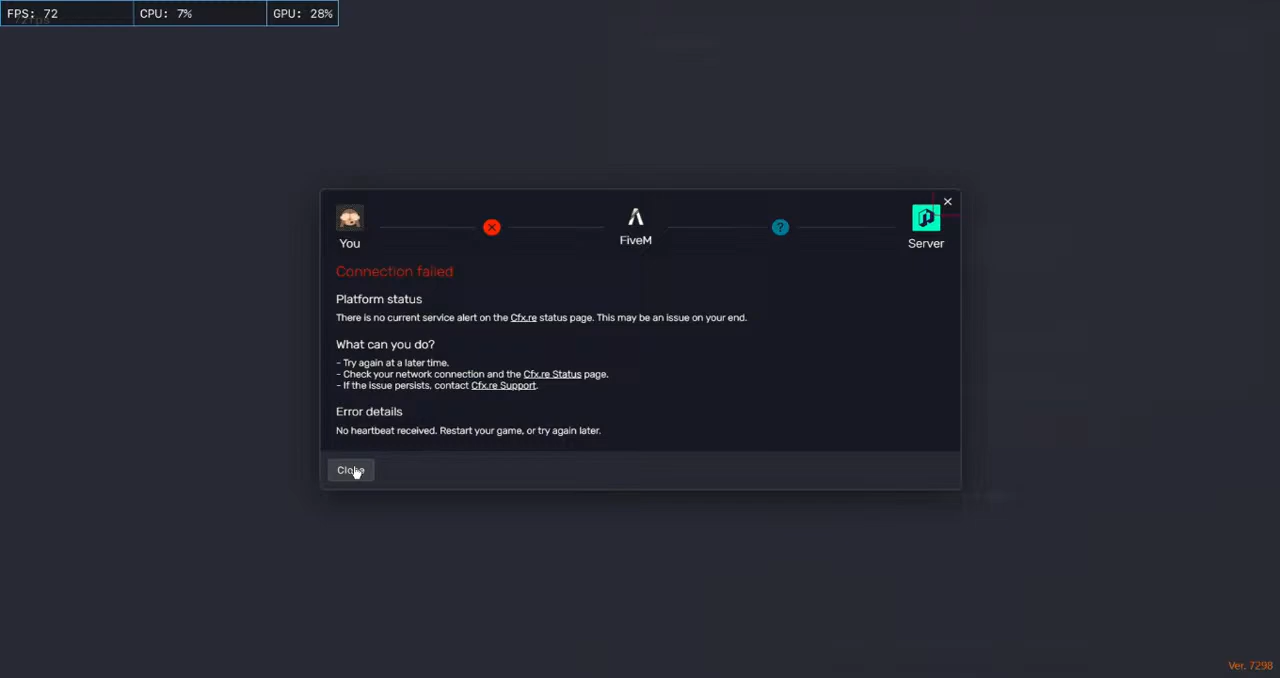 FPS: 72
CPU: 7%
GPU: 28%
You
FiveM
Server
Connection failed
Platform status
There is no current service alert on the Cfx.re status page. This may be an issue on your end.
What can you do?
- Try again at a later time.
- Check your network connection and the Cfx.re Status page.
- If the issue persists, contact Cfx.re Support.
Error details
No heartbeat received. Restart your game, or try again later.
Close
Ver. 7298